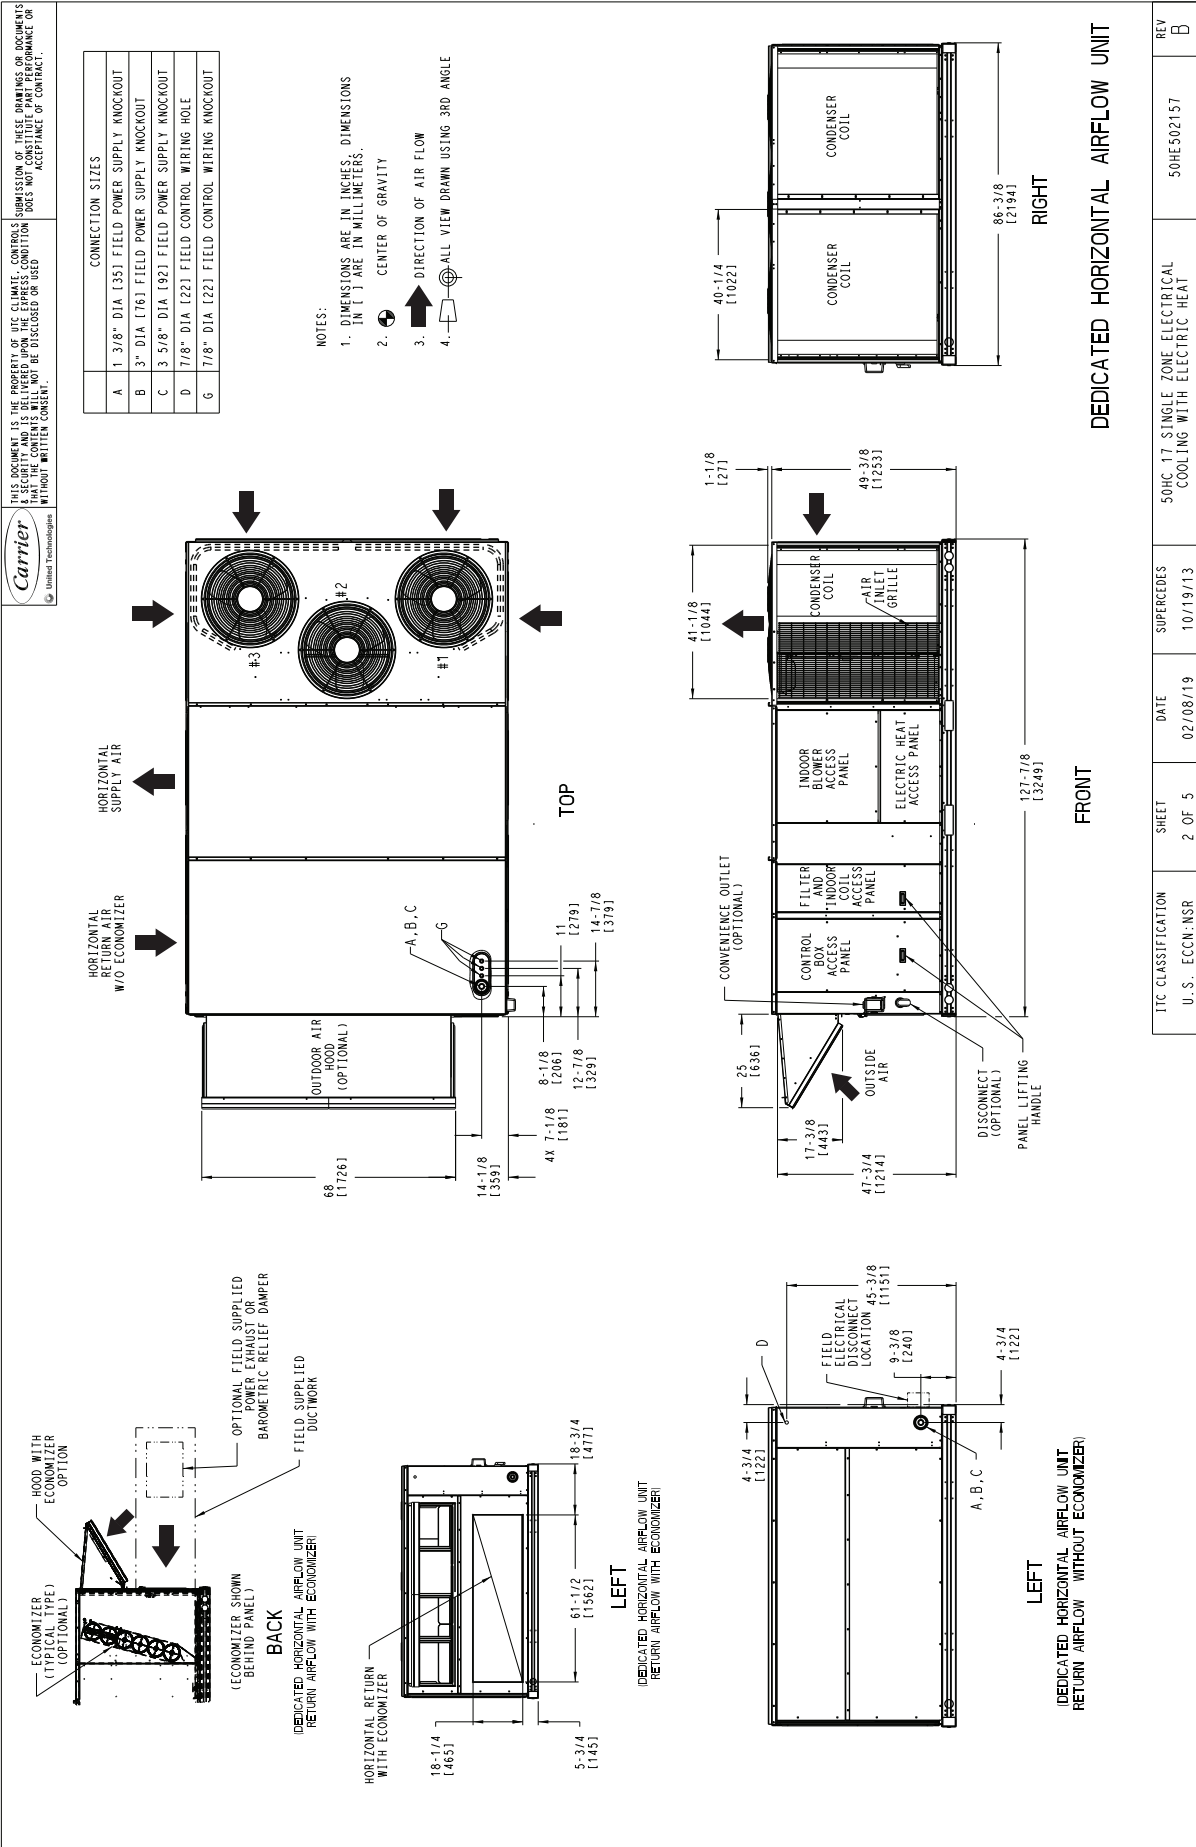 Carrier
United Technologies
THIS DOCUMENT IS THE PROPERTY OF UTC CLIMATE, CONTROLS
& SECURITY AND IS DELIVERED UPON THE EXPRESS CONDITION
THAT THE CONTENTS WILL NOT BE DISCLOSED OR USED
WITHOUT WRITTEN CONSENT.
SUBMISSION OF THESE DRAWINGS OR DOCUMENTS
DOES NOT CONSTITUTE PART PERFORMANCE OR
ACCEPTANCE OF CONTRACT.
ECONOMIZER
(TYPICAL TYPE)
(OPTIONAL)
HOOD WITH
ECONOMIZER
OPTION
OPTIONAL FIELD SUPPLIED
POWER EXHAUST OR
BAROMETRIC RELIEF DAMPER
FIELD SUPPLIED
DUCTWORK
(ECONOMIZER SHOWN
BEHIND PANEL)
BACK
(DEDICATED HORIZONTAL AIRFLOW UNIT
RETURN AIRFLOW WITH ECONOMIZER)
HORIZONTAL
RETURN AIR
W/O ECONOMIZER
HORIZONTAL
SUPPLY AIR
OUTDOOR AIR
HOOD
(OPTIONAL)
A,B,C
G
#3
#2
#1
68
[1726]
14-1/8
[359]
4X 7-1/8
[181]
8-1/8
[206]
12-7/8
[329]
11
[279]
14-7/8
[379]
TOP
CONNECTION SIZES
A 1 3/8" DIA [35] FIELD POWER SUPPLY KNOCKOUT
B 3" DIA [76] FIELD POWER SUPPLY KNOCKOUT
C 3 5/8" DIA [92] FIELD POWER SUPPLY KNOCKOUT
D 7/8" DIA [22] FIELD CONTROL WIRING HOLE
G 7/8" DIA [22] FIELD CONTROL WIRING KNOCKOUT
NOTES:
1. DIMENSIONS ARE IN INCHES, DIMENSIONS
IN [ ] ARE IN MILLIMETERS.
2. CENTER OF GRAVITY
3. DIRECTION OF AIR FLOW
4. ALL VIEW DRAWN USING 3RD ANGLE
HORIZONTAL RETURN
WITH ECONOMIZER
18-1/4
[465]
5-3/4
[145]
61-1/2
[1562]
18-3/4
[477]
LEFT
(DEDICATED HORIZONTAL AIRFLOW UNIT
RETURN AIRFLOW WITH ECONOMIZER)
4-3/4
[122]
D
FIELD
ELECTRICAL
DISCONNECT
LOCATION
45-3/8
[1151]
9-3/8
[240]
4-3/4
[122]
A,B,C
LEFT
(DEDICATED HORIZONTAL AIRFLOW UNIT
RETURN AIRFLOW WITHOUT ECONOMIZER)
25
[636]
17-3/8
[443]
47-3/4
[1214]
OUTSIDE
AIR
CONVENIENCE OUTLET
(OPTIONAL)
DISCONNECT
(OPTIONAL)
PANEL LIFTING
HANDLE
CONTROL
BOX
ACCESS
PANEL
FILTER
AND
INDOOR
COIL
ACCESS
PANEL
INDOOR
BLOWER
ACCESS
PANEL
ELECTRIC HEAT
ACCESS PANEL
CONDENSER
COIL
AIR
INLET
GRILLE
41-1/8
[1044]
1-1/8
[27]
49-3/8
[1253]
127-7/8
[3249]
FRONT
40-1/4
[1022]
CONDENSER
COIL
CONDENSER
COIL
86-3/8
[2194]
RIGHT
DEDICATED HORIZONTAL AIRFLOW UNIT
ITC CLASSIFICATION
U.S. ECCN:NSR
SHEET
2 OF 5
DATE
02/08/19
SUPERCEDES
10/19/13
50HC 17 SINGLE ZONE ELECTRICAL
COOLING WITH ELECTRIC HEAT
50HE502157
REV
B